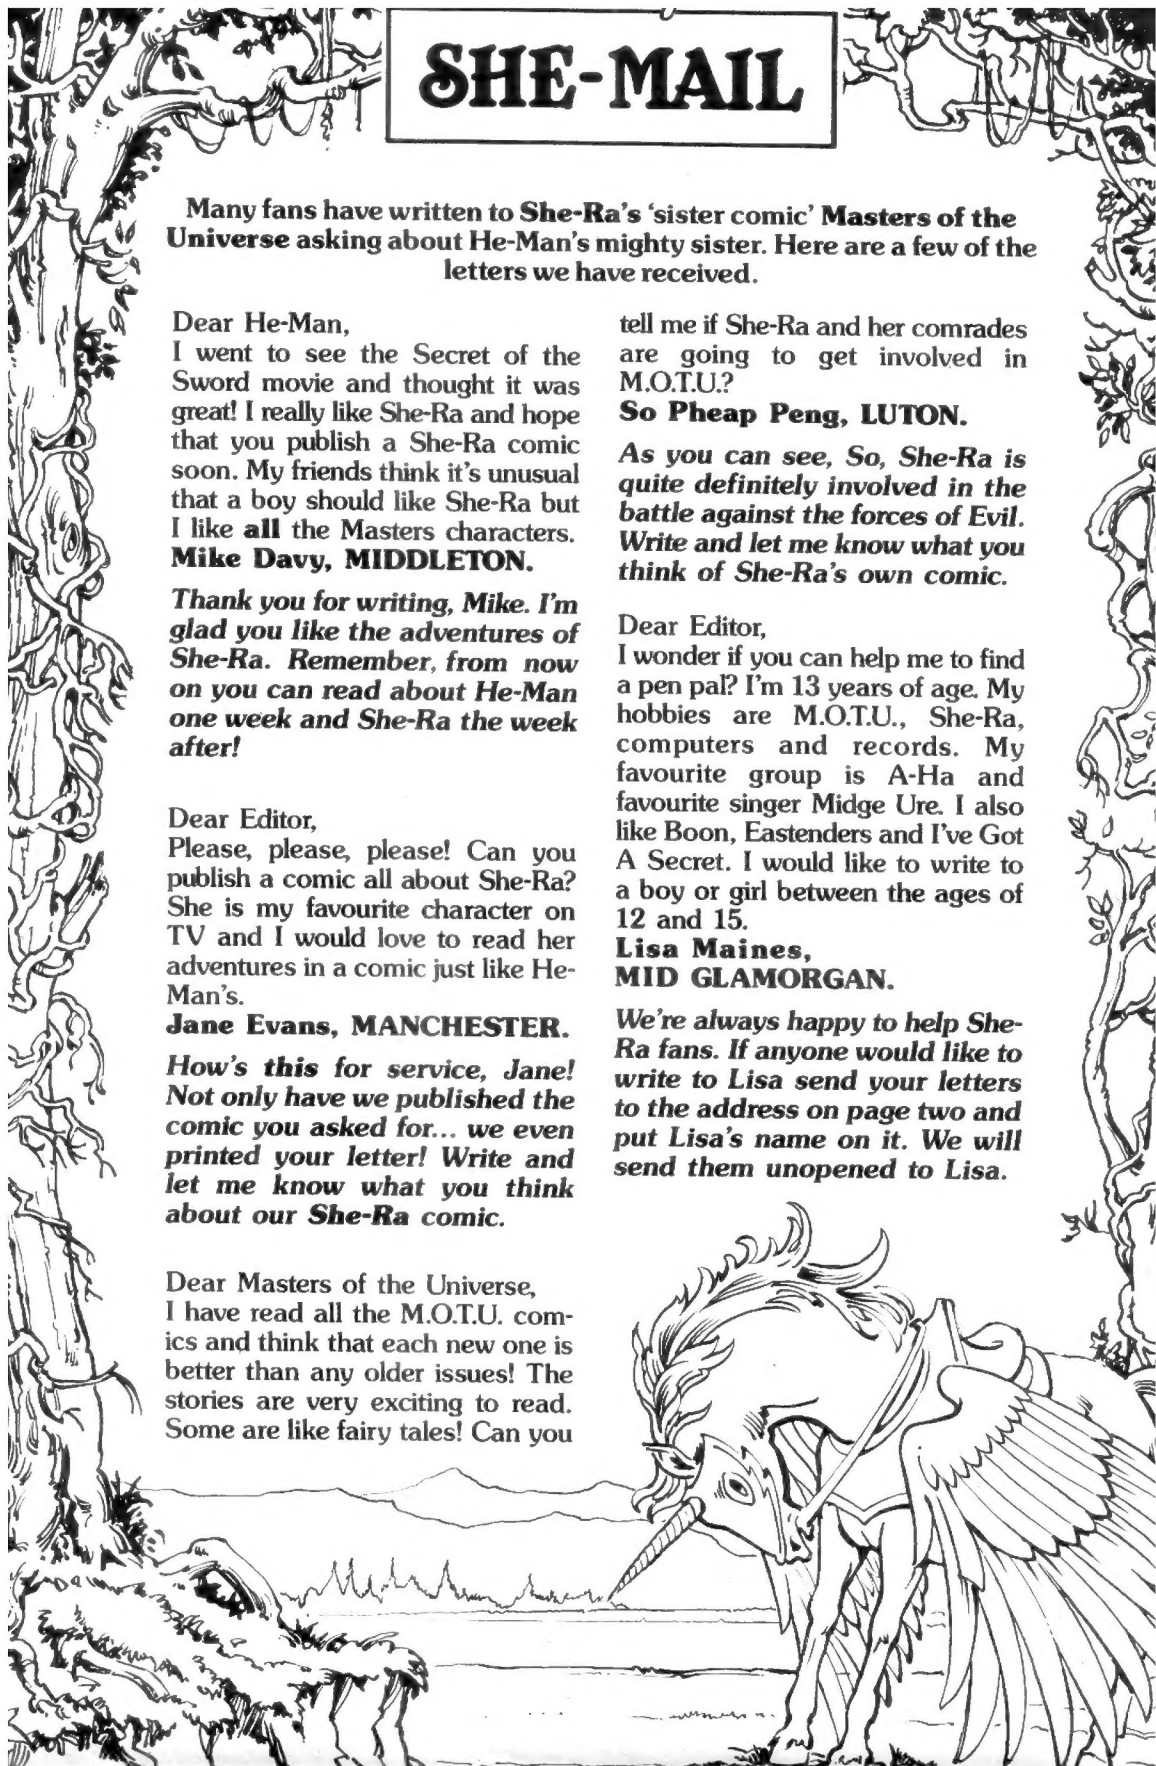 SHE-MAIL
Many fans have written to She-Ra's 'sister comic' Masters of the
Universe asking about He-Man's mighty sister. Here are a few of the
letters we have received.
Dear He-Man,
I went to see the Secret of the
Sword movie and thought it was
great! I really like She-Ra and hope
that you publish a She-Ra comic
soon. My friends think it's unusual
that a boy should like She-Ra but
I like all the Masters characters.
Mike Davy, MIDDLETON.
Thank you for writing, Mike. I'm
glad you like the adventures of
She-Ra. Remember, from now
on you can read about He-Man
one week and She-Ra the week
after!
Dear Editor,
Please, please, please! Can you
publish a comic all about She-Ra?
She is my favourite character on
TV and I would love to read her
adventures in a comic just like He-
Man's.
Jane Evans, MANCHESTER.
How's this for service, Jane!
Not only have we published the
comic you asked for... we even
printed your letter! Write and
let me know what you think
about our She-Ra comic.
Dear Masters of the Universe,
I have read all the M.O.T.U. com-
ics and think that each new one is
better than any older issues! The
stories are very exciting to read.
Some are like fairy tales! Can you
tell me if She-Ra and her comrades
are going to get involved in
M.O.T.U.?
So Pheap Peng, LUTON.
As you can see, So, She-Ra is
quite definitely involved in the
battle against the forces of Evil.
Write and let me know what you
think of She-Ra's own comic.
Dear Editor,
I wonder if you can help me to find
a pen pal? I'm 13 years of age. My
hobbies are M.O.T.U., She-Ra,
computers and records. My
favourite group is A-Ha and
favourite singer Midge Ure. I also
like Boon, Eastenders and I've Got
A Secret. I would like to write to
a boy or girl between the ages of
12 and 15.
Lisa Maines,
MID GLAMORGAN.
We're always happy to help She-
Ra fans. If anyone would like to
write to Lisa send your letters
to the address on page two and
put Lisa's name on it. We will
send them unopened to Lisa.